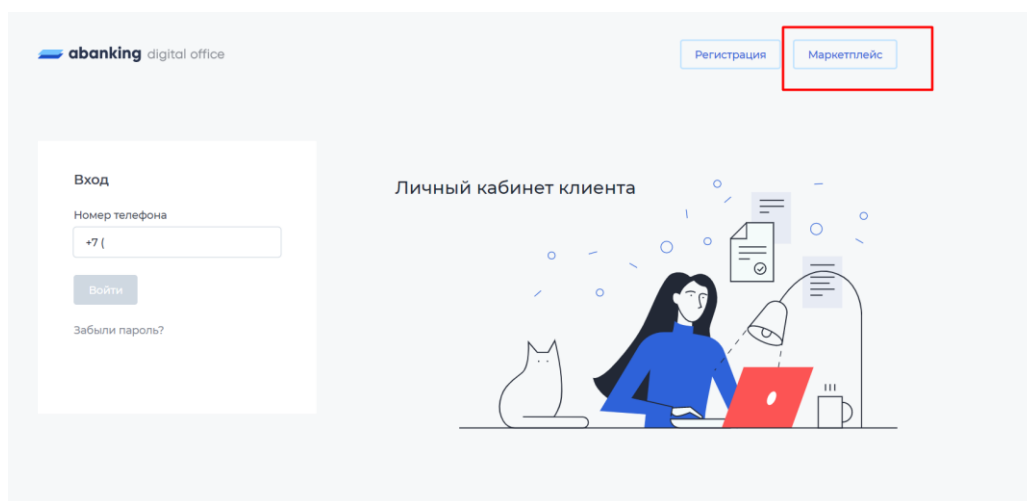 abanking digital office
Регистрация
Маркетплейс
Вход
Номер телефона
+7 (
Войти
Забыли пароль?
Личный кабинет клиента